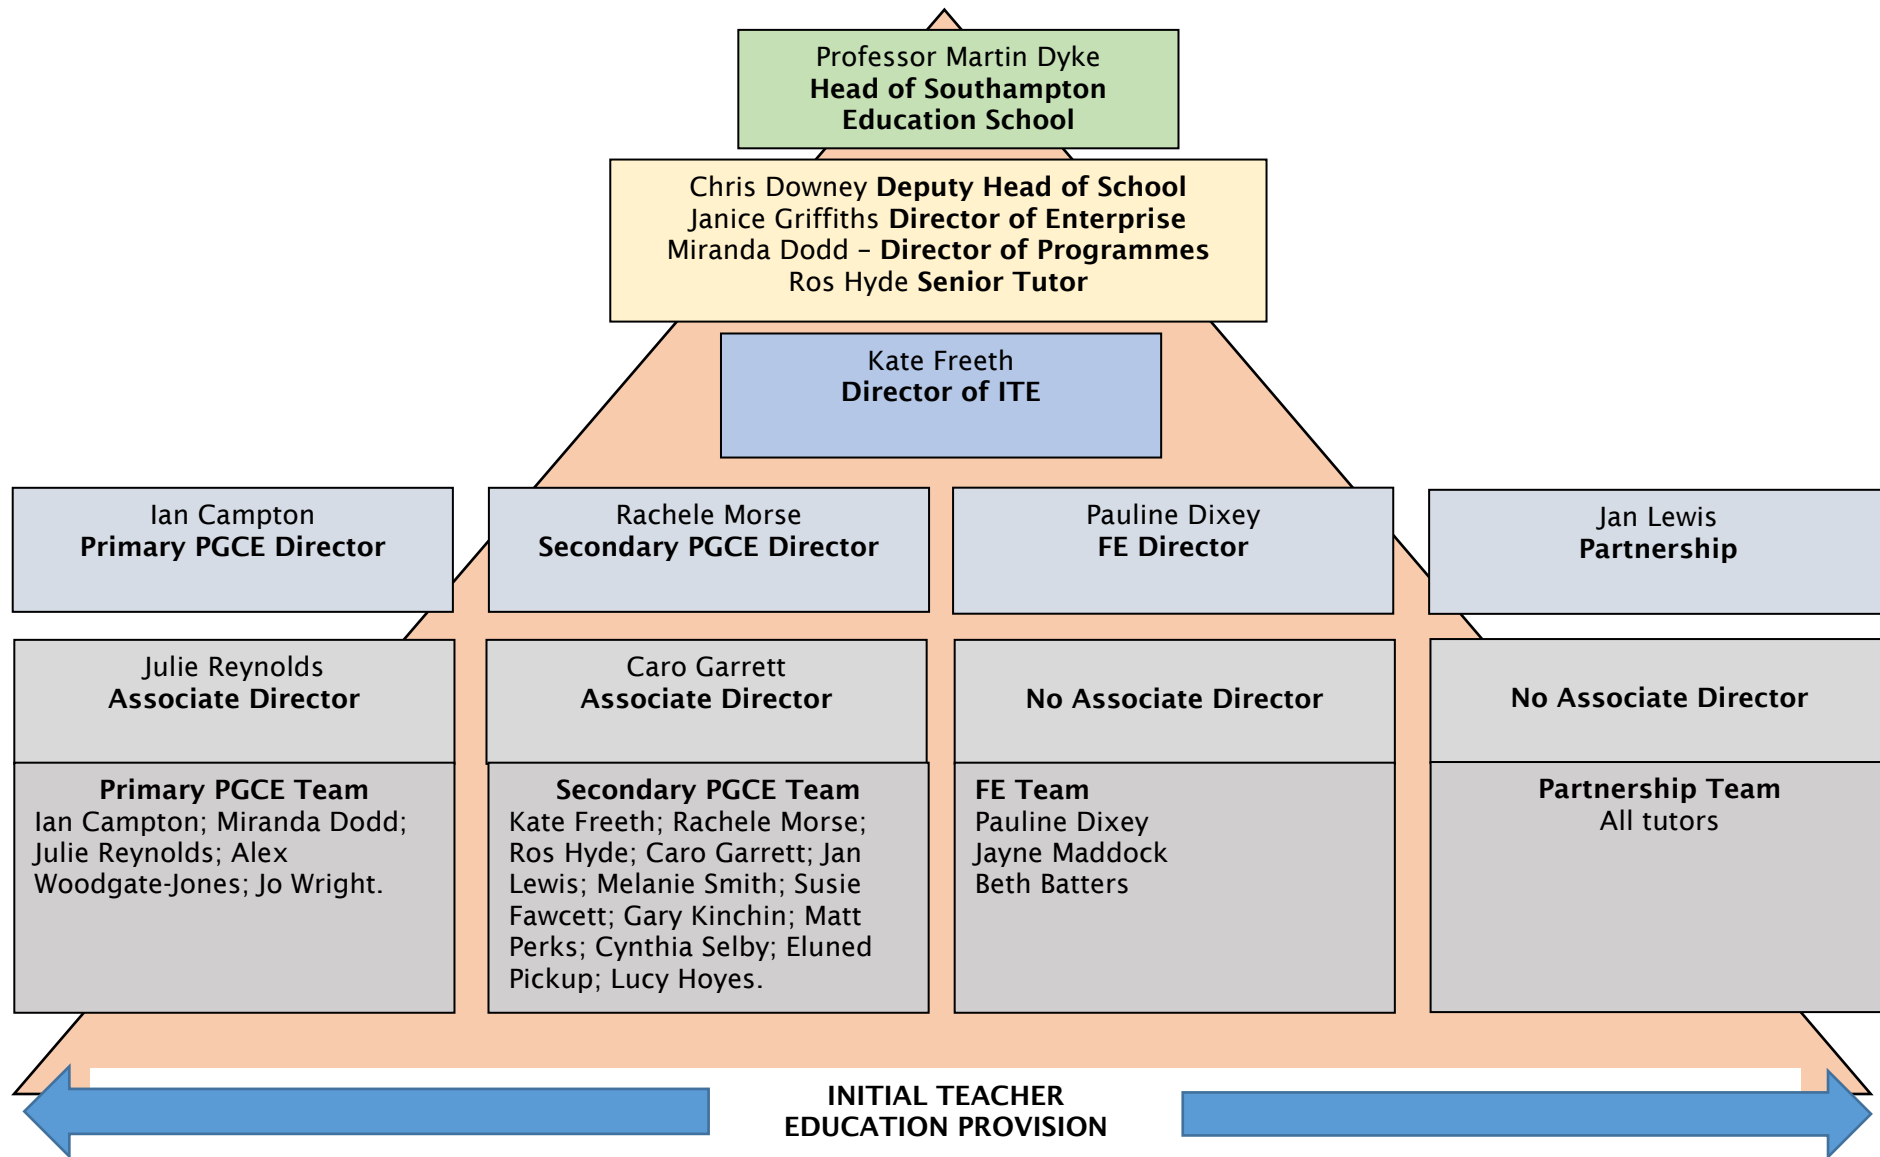 Professor Martin Dyke
Head of Southampton
Education School
Chris Downey Deputy Head of School
Janice Griffiths Director of Enterprise
Miranda Dodd – Director of Programmes
Ros Hyde Senior Tutor
Kate Freeth
Director of ITE
Ian Campton
Primary PGCE Director
Rachele Morse
Secondary PGCE Director
Pauline Dixey
FE Director
Jan Lewis
Partnership
Julie Reynolds
Associate Director
Caro Garrett
Associate Director
No Associate Director
No Associate Director
Primary PGCE Team
Ian Campton; Miranda Dodd;
Julie Reynolds; Alex
Woodgate-Jones; Jo Wright.
Secondary PGCE Team
Kate Freeth; Rachele Morse;
Ros Hyde; Caro Garrett; Jan
Lewis; Melanie Smith; Susie
Fawcett; Gary Kinchin; Matt
Perks; Cynthia Selby; Eluned
Pickup; Lucy Hoyes.
FE Team
Pauline Dixey
Jayne Maddock
Beth Batters
Partnership Team
All tutors
INITIAL TEACHER
EDUCATION PROVISION